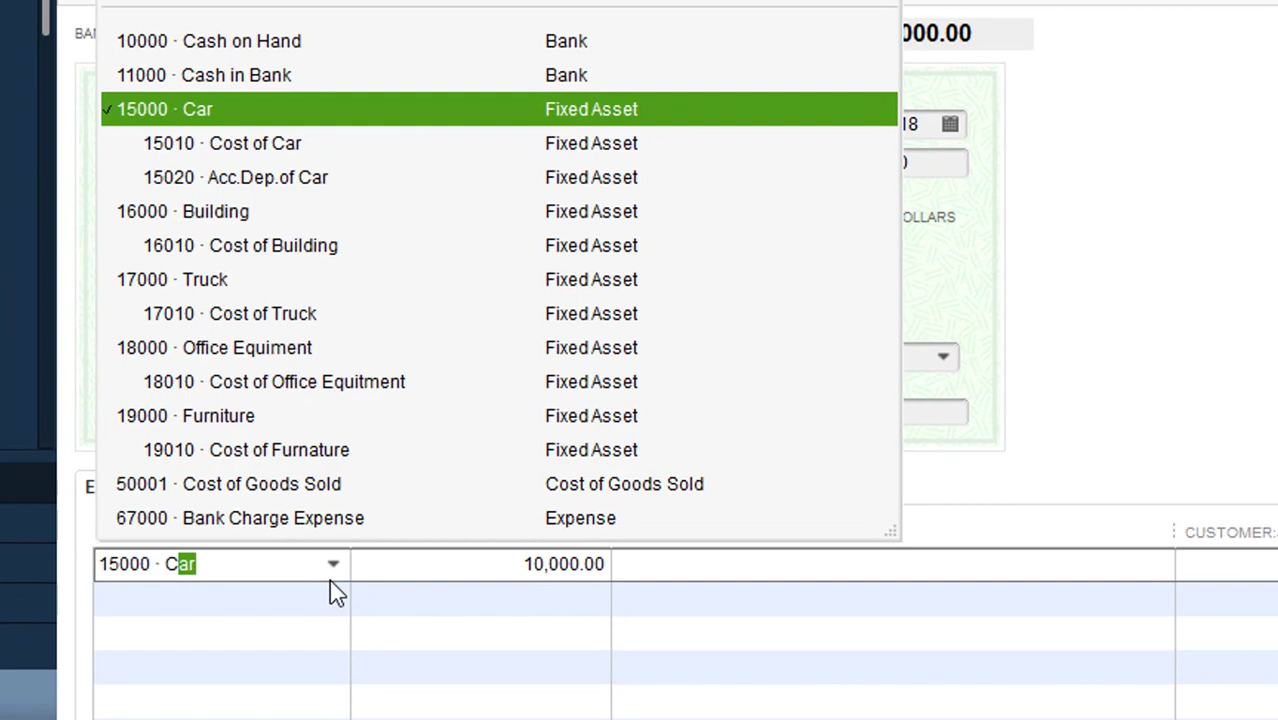 BA
000.00
10000 · Cash on Hand Bank
11000 · Cash in Bank Bank
✓ 15000 · Car Fixed Asset
18
15010 · Cost of Car Fixed Asset
15020 · Acc.Dep.of Car Fixed Asset
16000 · Building Fixed Asset
OLLARS
16010 · Cost of Building Fixed Asset
17000 · Truck Fixed Asset
17010 · Cost of Truck Fixed Asset
18000 · Office Equiment Fixed Asset
18010 · Cost of Office Equitment Fixed Asset
19000 · Furniture Fixed Asset
19010 · Cost of Furnature Fixed Asset
50001 · Cost of Goods Sold Cost of Goods Sold
E
67000 · Bank Charge Expense Expense
CUSTOMER:
15000 · Car 10,000.00